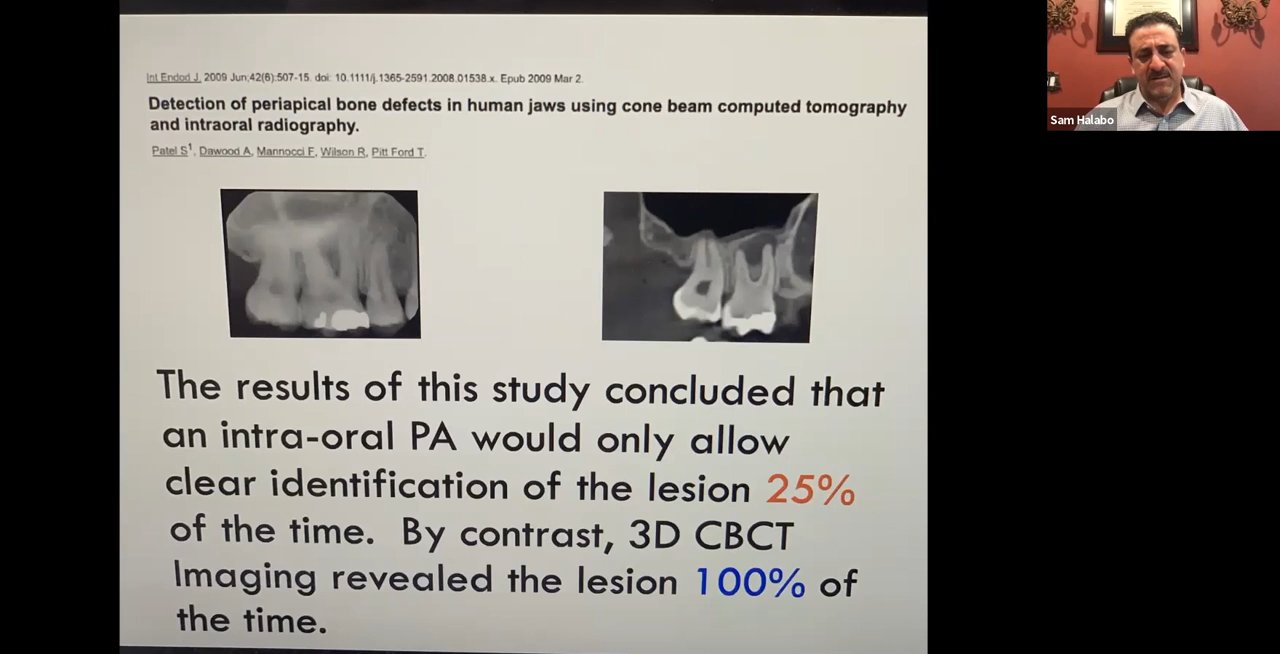 Int Endod J. 2009 Jun;42(6):507-15. doi: 10.1111/j.1365-2591.2008.01538.x. Epub 2009 Mar 2.
Detection of periapical bone defects in human jaws using cone beam computed tomography
and intraoral radiography.
Patel S1, Dawood A, Mannocci F, Wilson R, Pitt Ford T.
The results of this study concluded that
an intra-oral PA would only allow
clear identification of the lesion 25%
of the time. By contrast, 3D CBCT
Imaging revealed the lesion 100% of
the time.
Sam Halabo